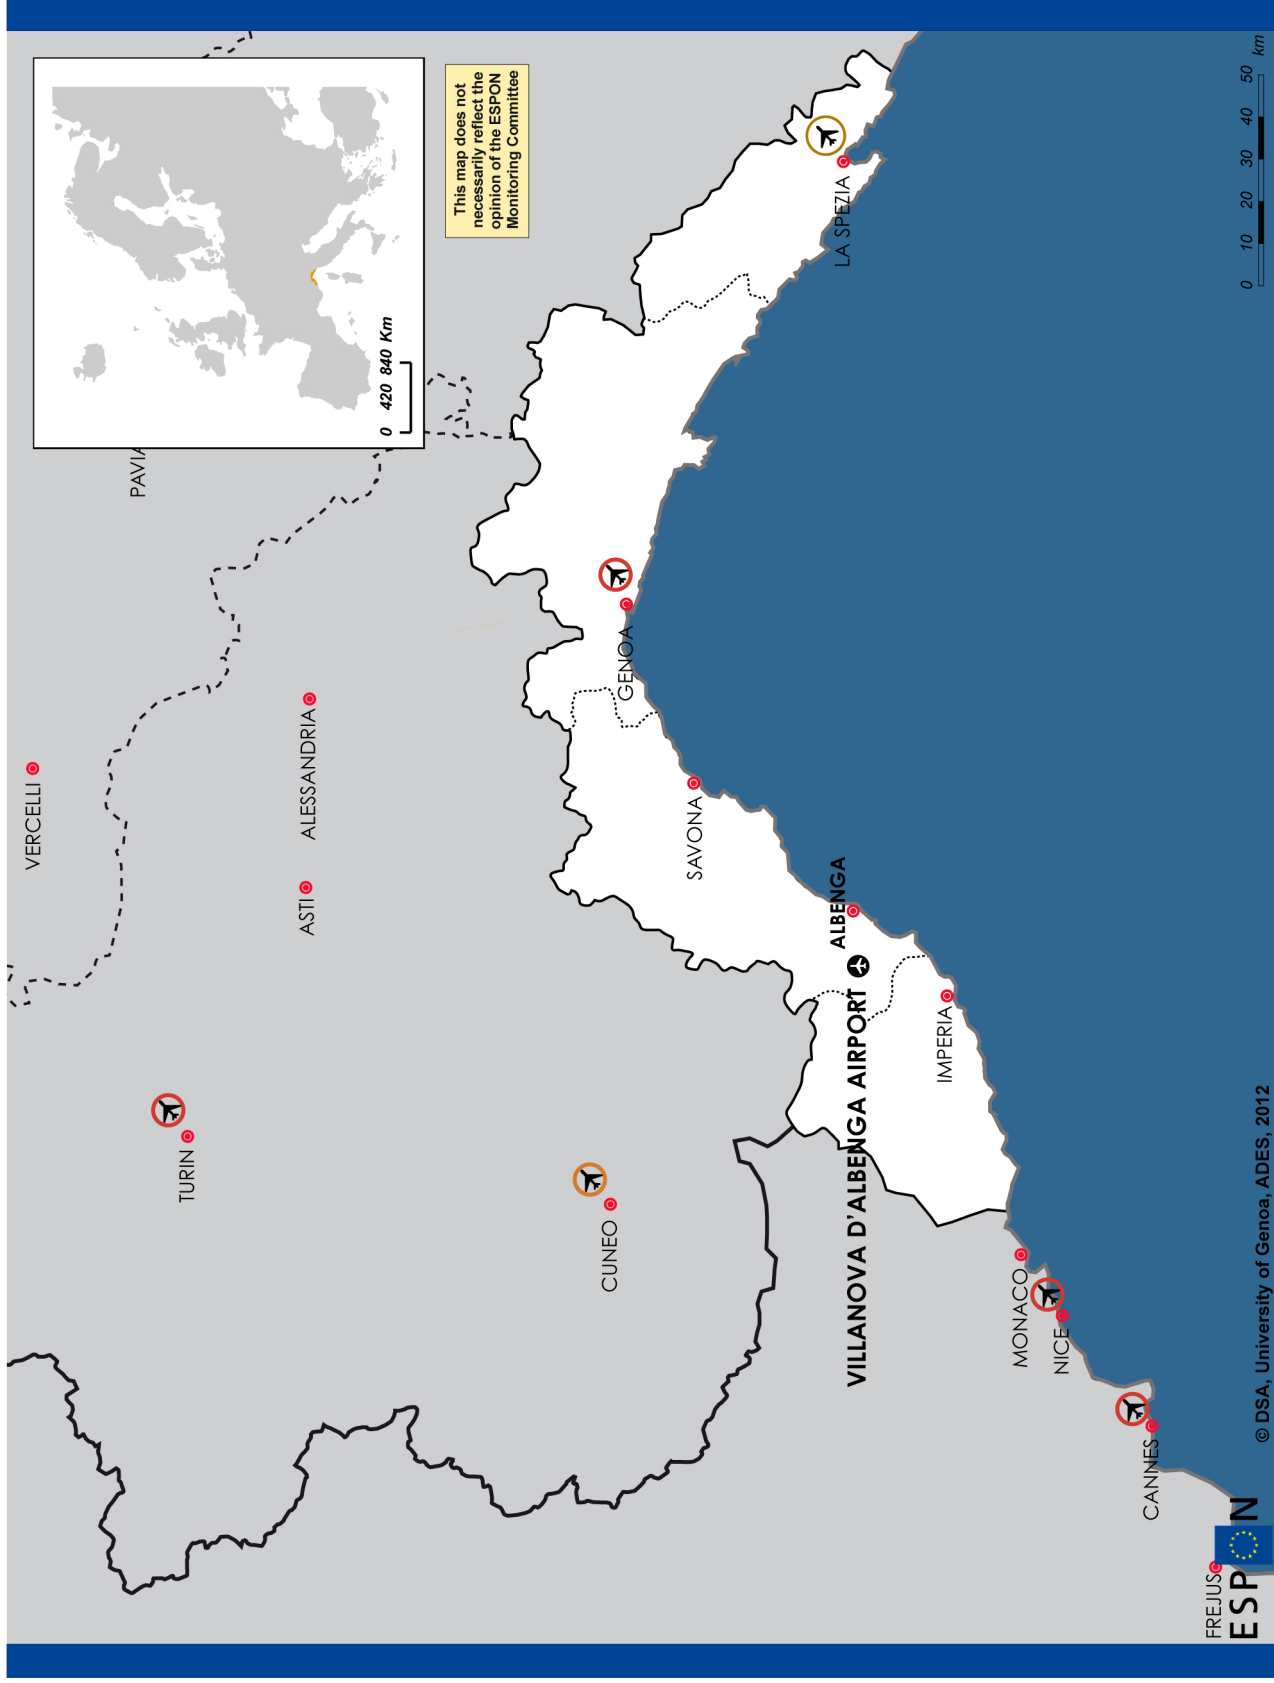 0 420 840 Km
This map does not
necessarily reflect the
opinion of the ESPON
Monitoring Committee
PAVIA
VERCELLI
ALESSANDRIA
ASTI
TURIN
CUNEO
GENOA
SAVONA
LA SPEZIA
ALBENGA
VILLANOVA D'ALBENGA AIRPORT
IMPERIA
MONACO
NICE
CANNES
FREJUS
ESP N
© DSA, University of Genoa, ADES, 2012
0 10 20 30 40 50 km